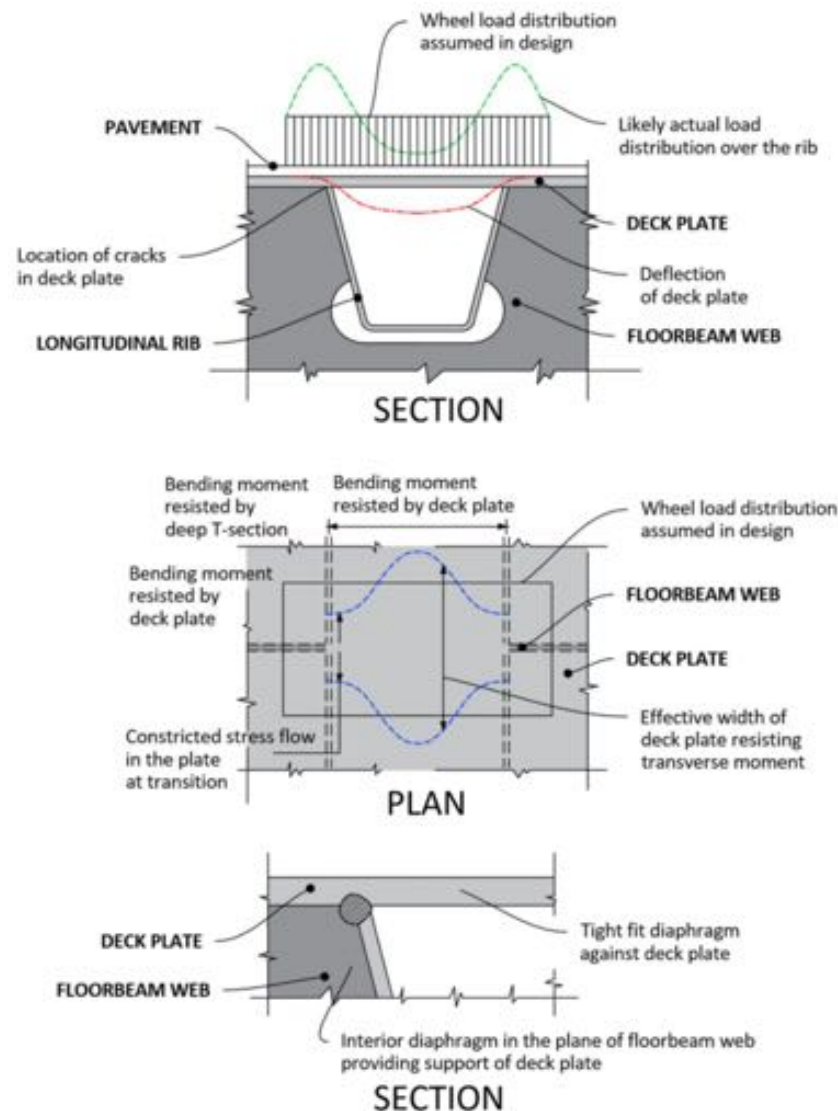 Wheel load distribution
assumed in design
PAVEMENT
Likely actual load
distribution over the rib
DECK PLATE
Location of cracks
in deck plate
Deflection
of deck plate
LONGITUDINAL RIB
FLOORBEAM WEB
SECTION
Bending moment
resisted by
deep T-section
Bending moment
resisted by deck plate
Wheel load distribution
assumed in design
Bending moment
resisted by
deck plate
FLOORBEAM WEB
DECK PLATE
Constricted stress flow
in the plate
at transition
Effective width of
deck plate resisting
transverse moment
PLAN
DECK PLATE
Tight fit diaphragm
against deck plate
FLOORBEAM WEB
Interior diaphragm in the plane of floorbeam web
providing support of deck plate
SECTION